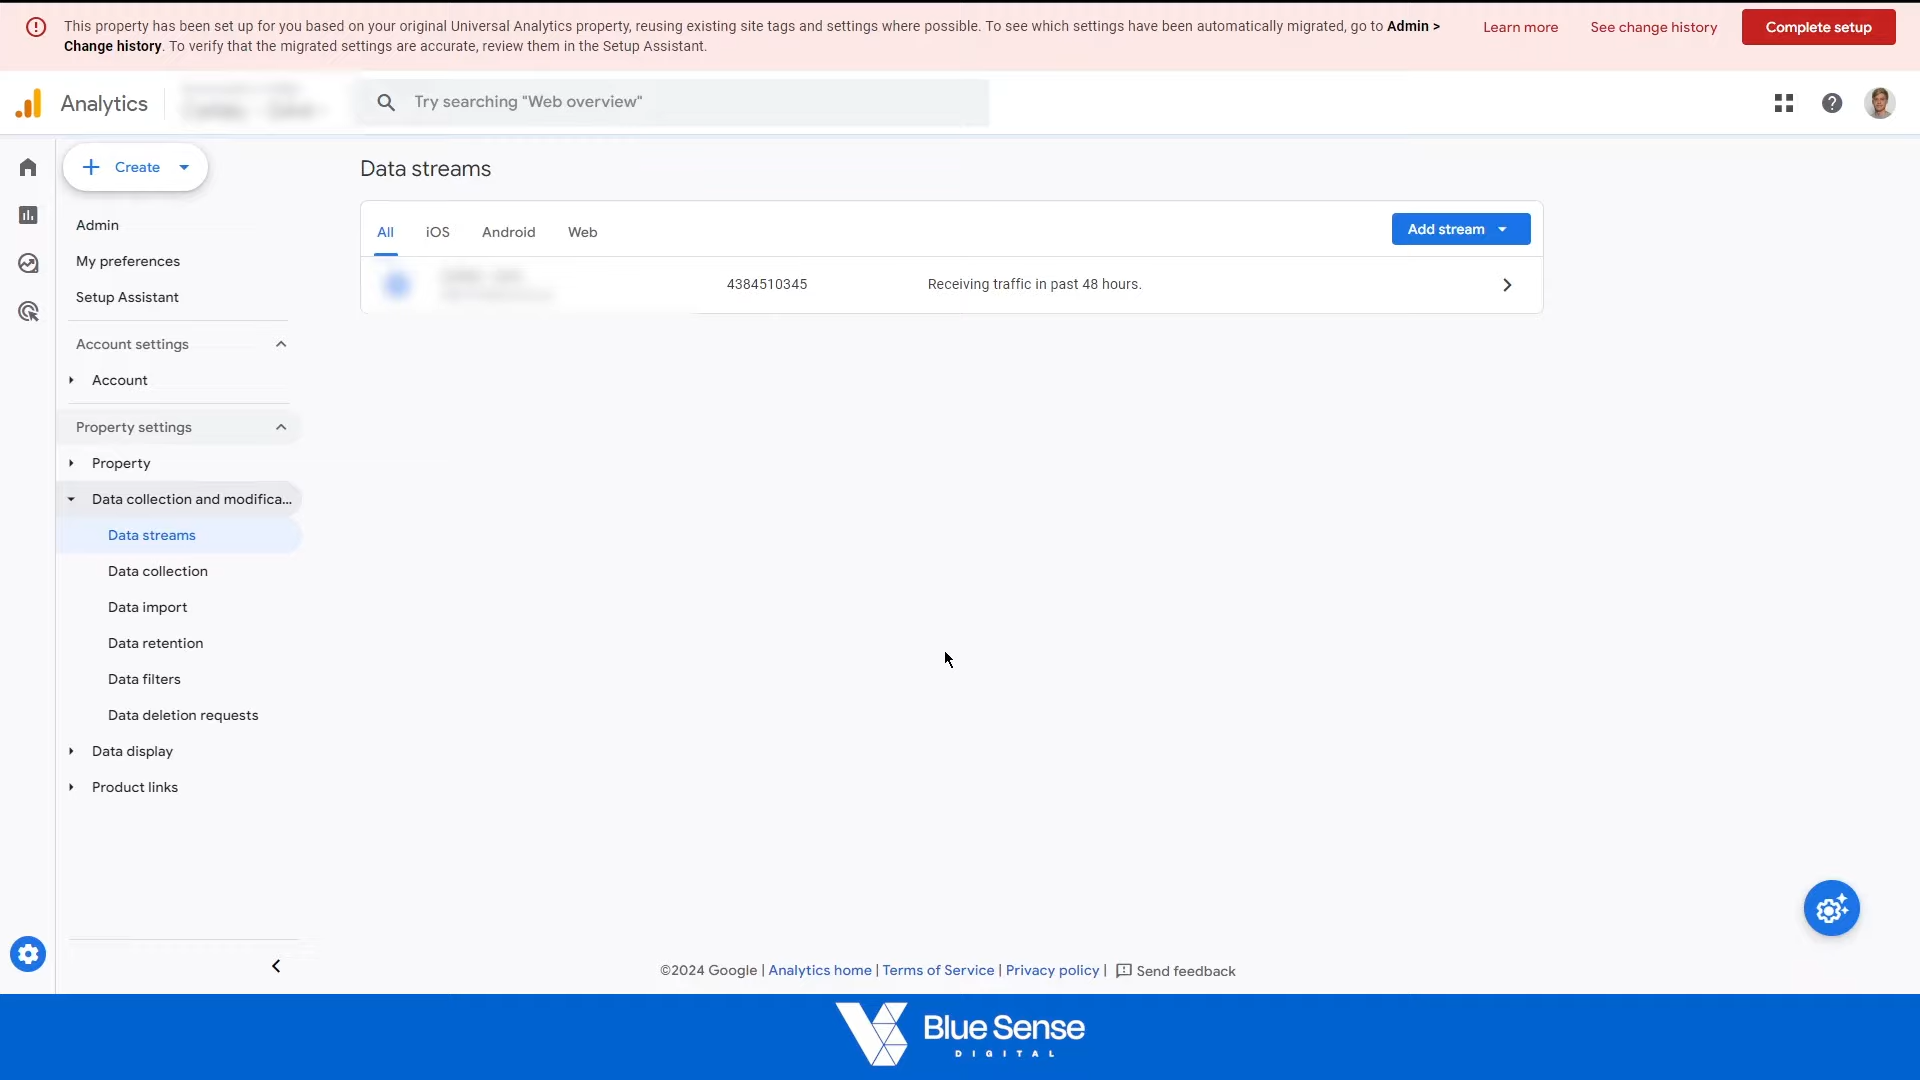 This property has been set up for you based on your original Universal Analytics property, reusing existing site tags and settings where possible. To see which settings have been automatically migrated, go to Admin >
Change history. To verify that the migrated settings are accurate, review them in the Setup Assistant.
Learn more
See change history
Complete setup
Analytics
Try searching "Web overview"
Create
Admin
My preferences
Setup Assistant
Account settings
Account
Property settings
Property
Data collection and modifica...
Data streams
Data collection
Data import
Data retention
Data filters
Data deletion requests
Data display
Product links
Data streams
All iOS Android Web
Add stream
4384510345 Receiving traffic in past 48 hours.
©2024 Google | Analytics home | Terms of Service | Privacy policy | Send feedback
Blue Sense
DIGITAL